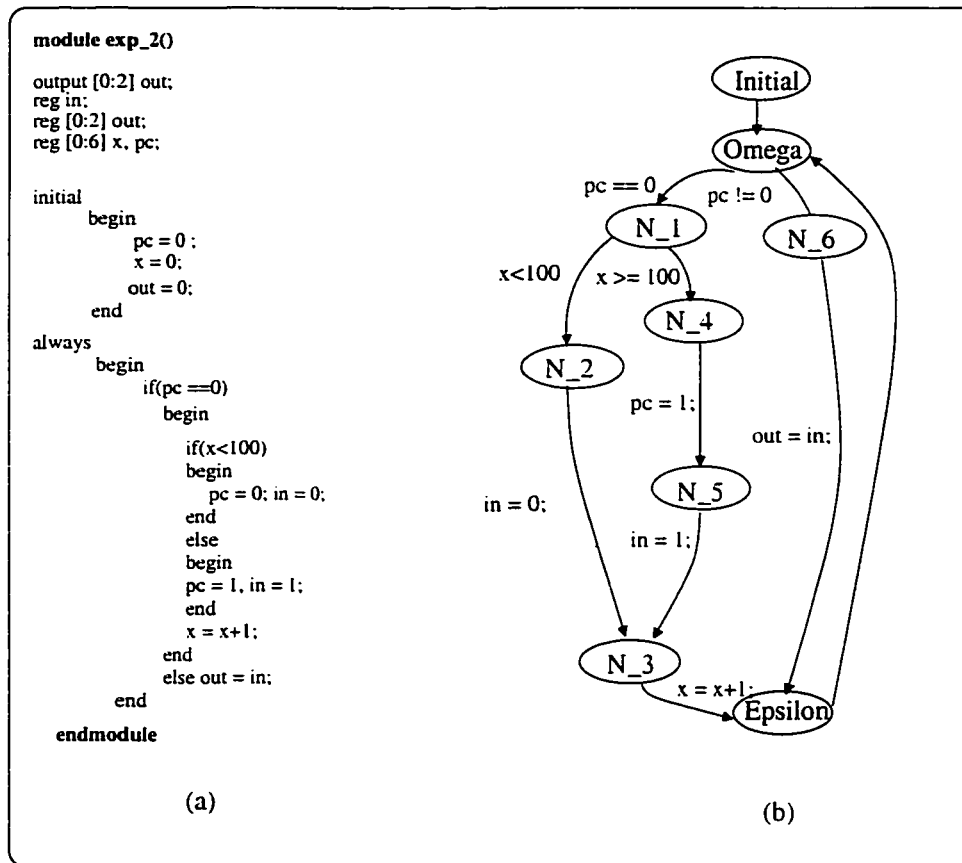 module exp_2()
output [0:2] out;
reg in;
reg [0:2] out;
reg [0:6] x, pc;
initial
begin
pc = 0 ;
x = 0;
out = 0;
end
always
begin
if(pc ==0)
begin
if(x<100)
begin
pc = 0; in = 0;
end
else
begin
pc = 1, in = 1;
end
x = x+1;
end
else out = in;
end
endmodule
(a)
Initial
Omega
pc == 0
pc != 0
N_1
N_6
x<100
x >= 100
N_4
N_2
pc = 1;
out = in;
N_5
in = 0;
in = 1;
N_3
x = x+1;
Epsilon
(b)